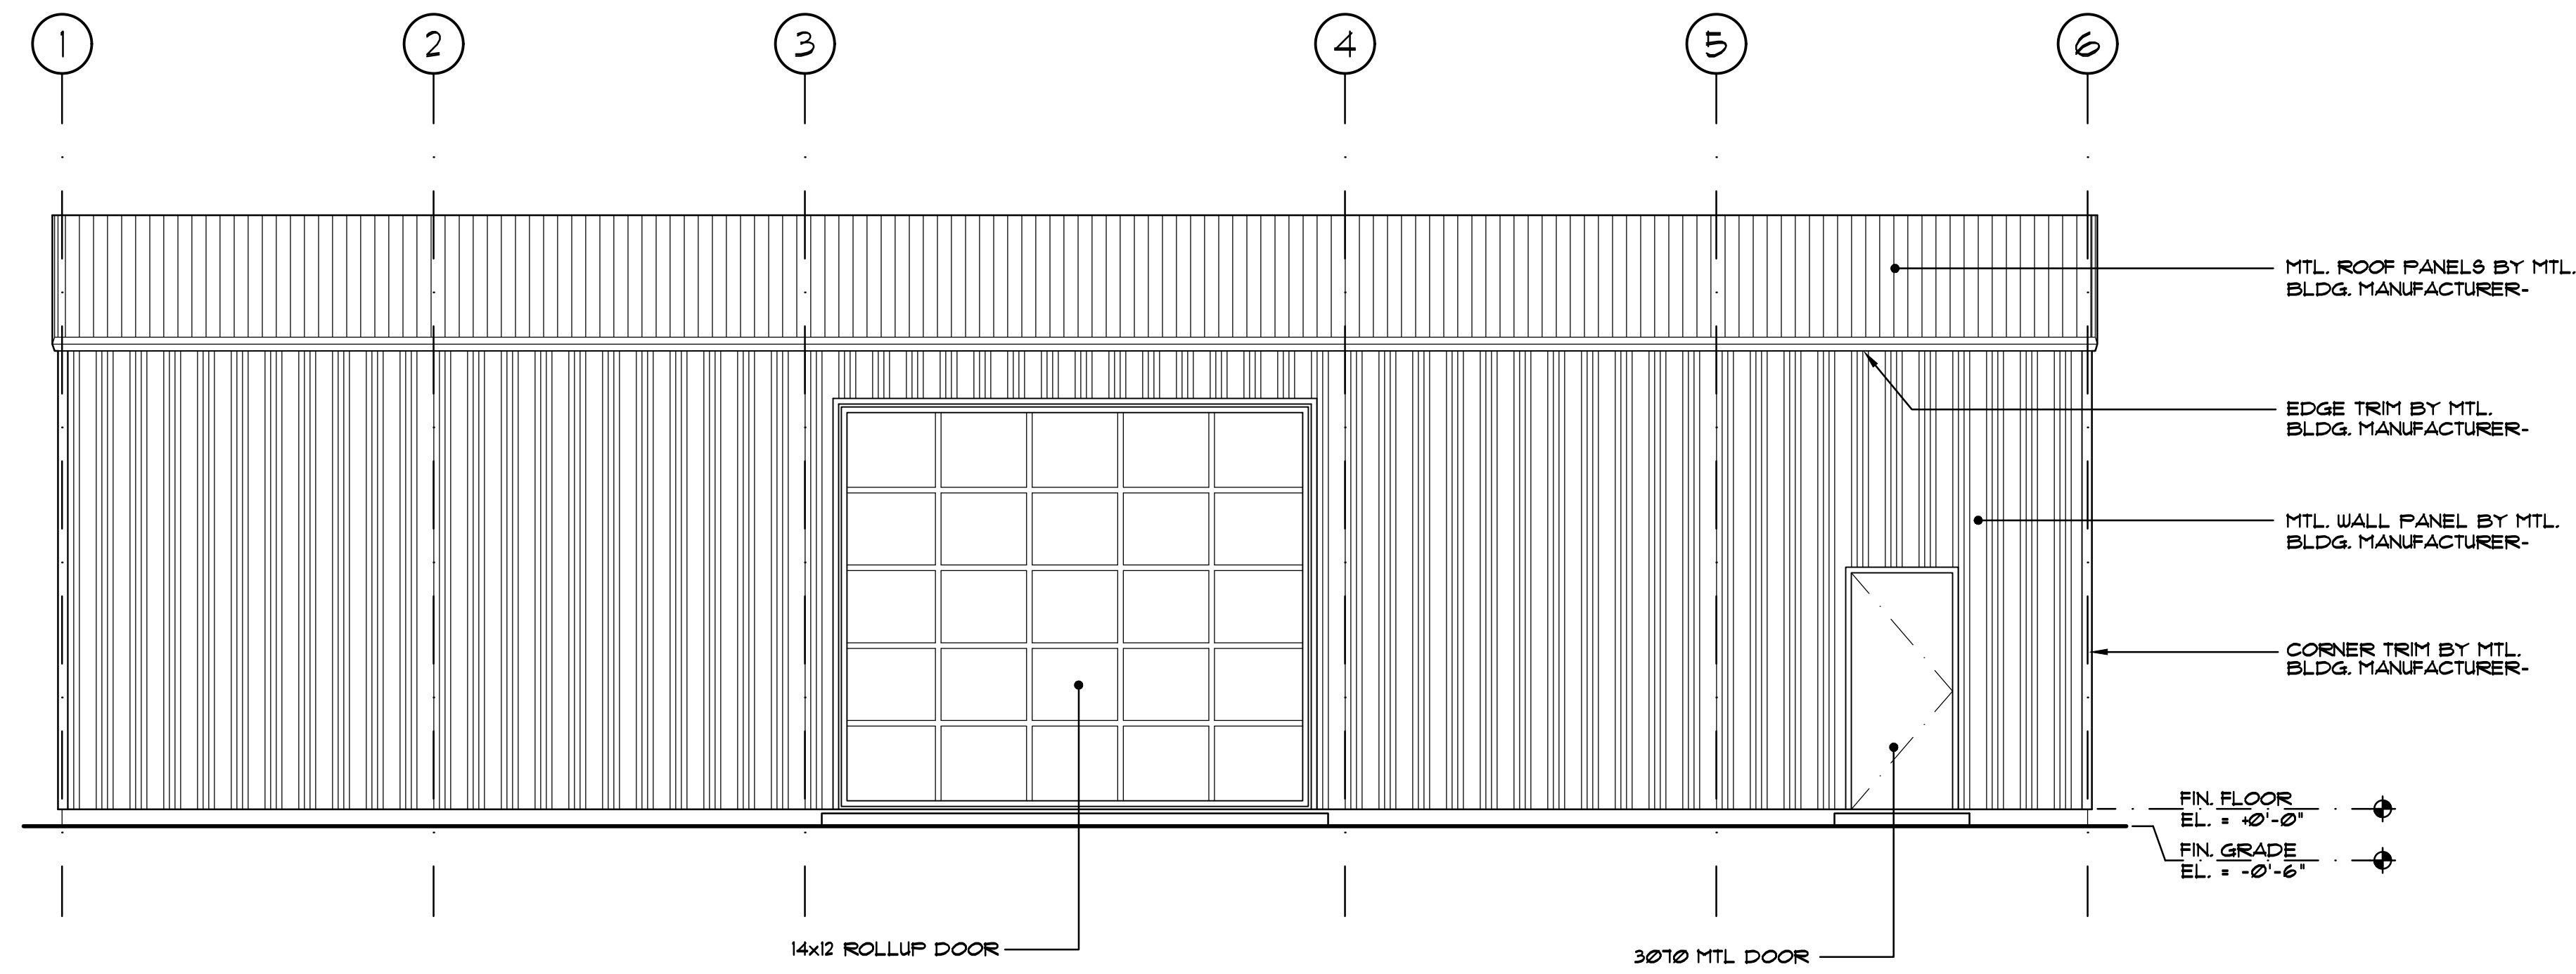 1 2 3 4 5 6
MTL. ROOF PANELS BY MTL.
BLDG. MANUFACTURER-
EDGE TRIM BY MTL.
BLDG. MANUFACTURER-
MTL. WALL PANEL BY MTL.
BLDG. MANUFACTURER-
CORNER TRIM BY MTL.
BLDG. MANUFACTURER-
FIN. FLOOR
EL. = +0'-0"
FIN. GRADE
EL. = -0'-6"
14x12 ROLLUP DOOR
3070 MTL DOOR